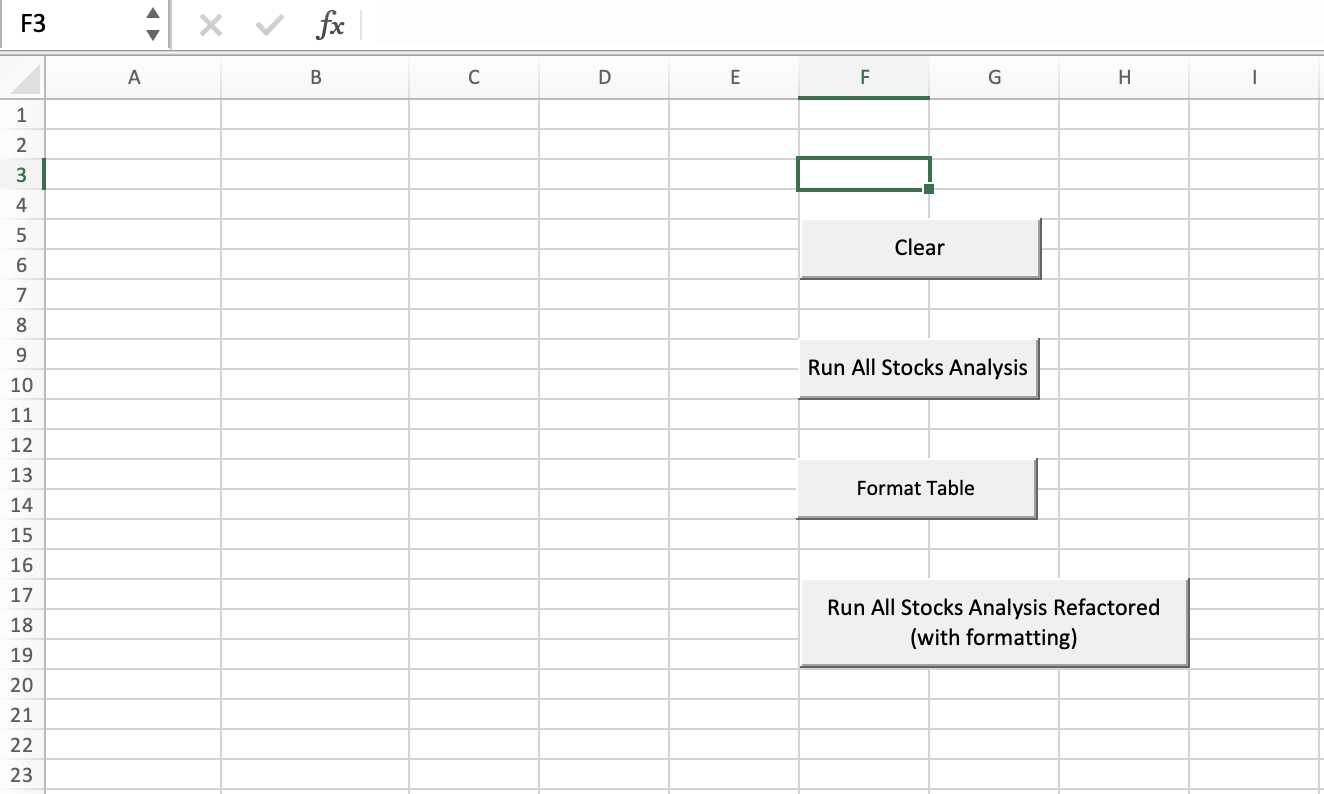 F3
fx
A B C D E F G H I
1
2
3
4
5
Clear
6
7
8
9
Run All Stocks Analysis
10
11
12
13
Format Table
14
15
16
17
Run All Stocks Analysis Refactored
18
(with formatting)
19
20
21
22
23